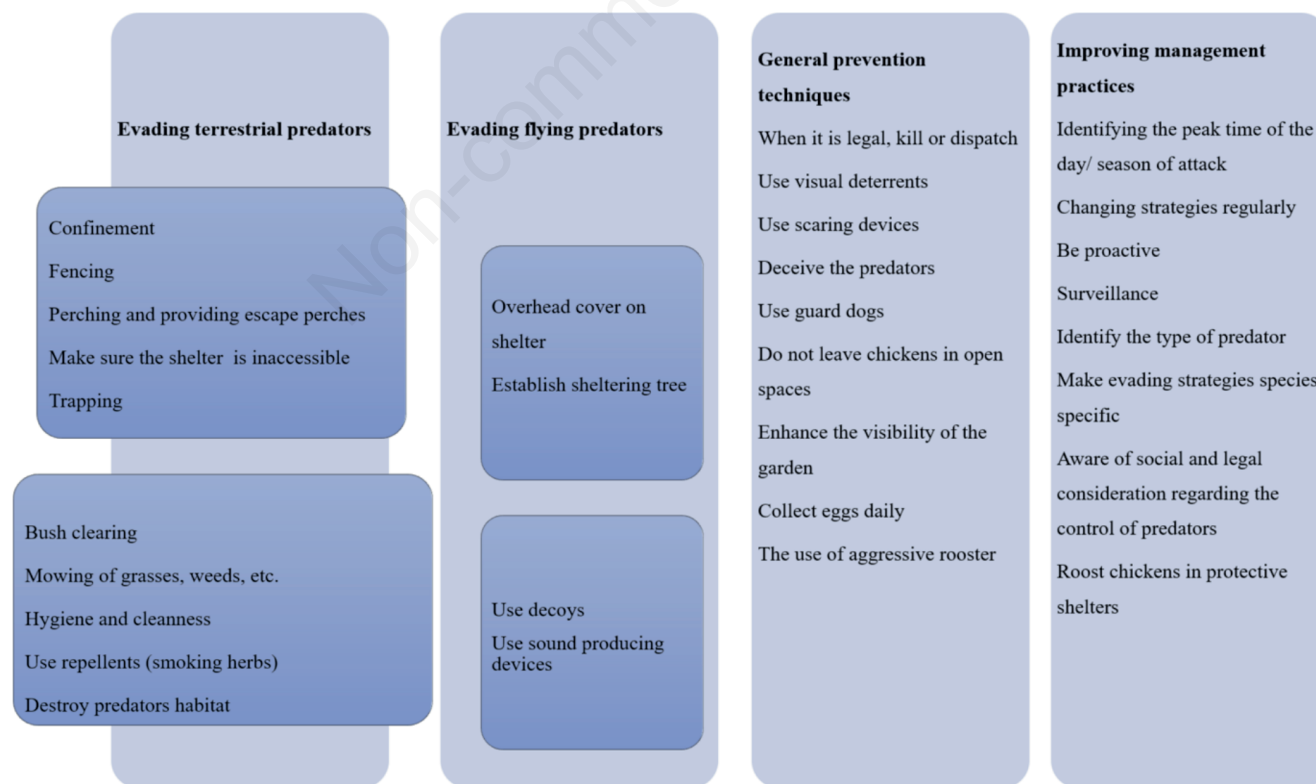 Evading terrestrial predators
Confinement
Fencing
Perching and providing escape perches
Make sure the shelter is inaccessible
Trapping
Bush clearing
Mowing of grasses, weeds, etc.
Hygiene and cleanness
Use repellents (smoking herbs)
Destroy predators habitat
Evading flying predators
Overhead cover on
shelter
Establish sheltering tree
Use decoys
Use sound producing
devices
General prevention
techniques
When it is legal, kill or dispatch
Use visual deterrents
Use scaring devices
Deceive the predators
Use guard dogs
Do not leave chickens in open
spaces
Enhance the visibility of the
garden
Collect eggs daily
The use of aggressive rooster
Improving management
practices
Identifying the peak time of the
day/ season of attack
Changing strategies regularly
Be proactive
Surveillance
Identify the type of predator
Make evading strategies species
specific
Aware of social and legal
consideration regarding the
control of predators
Roost chickens in protective
shelters